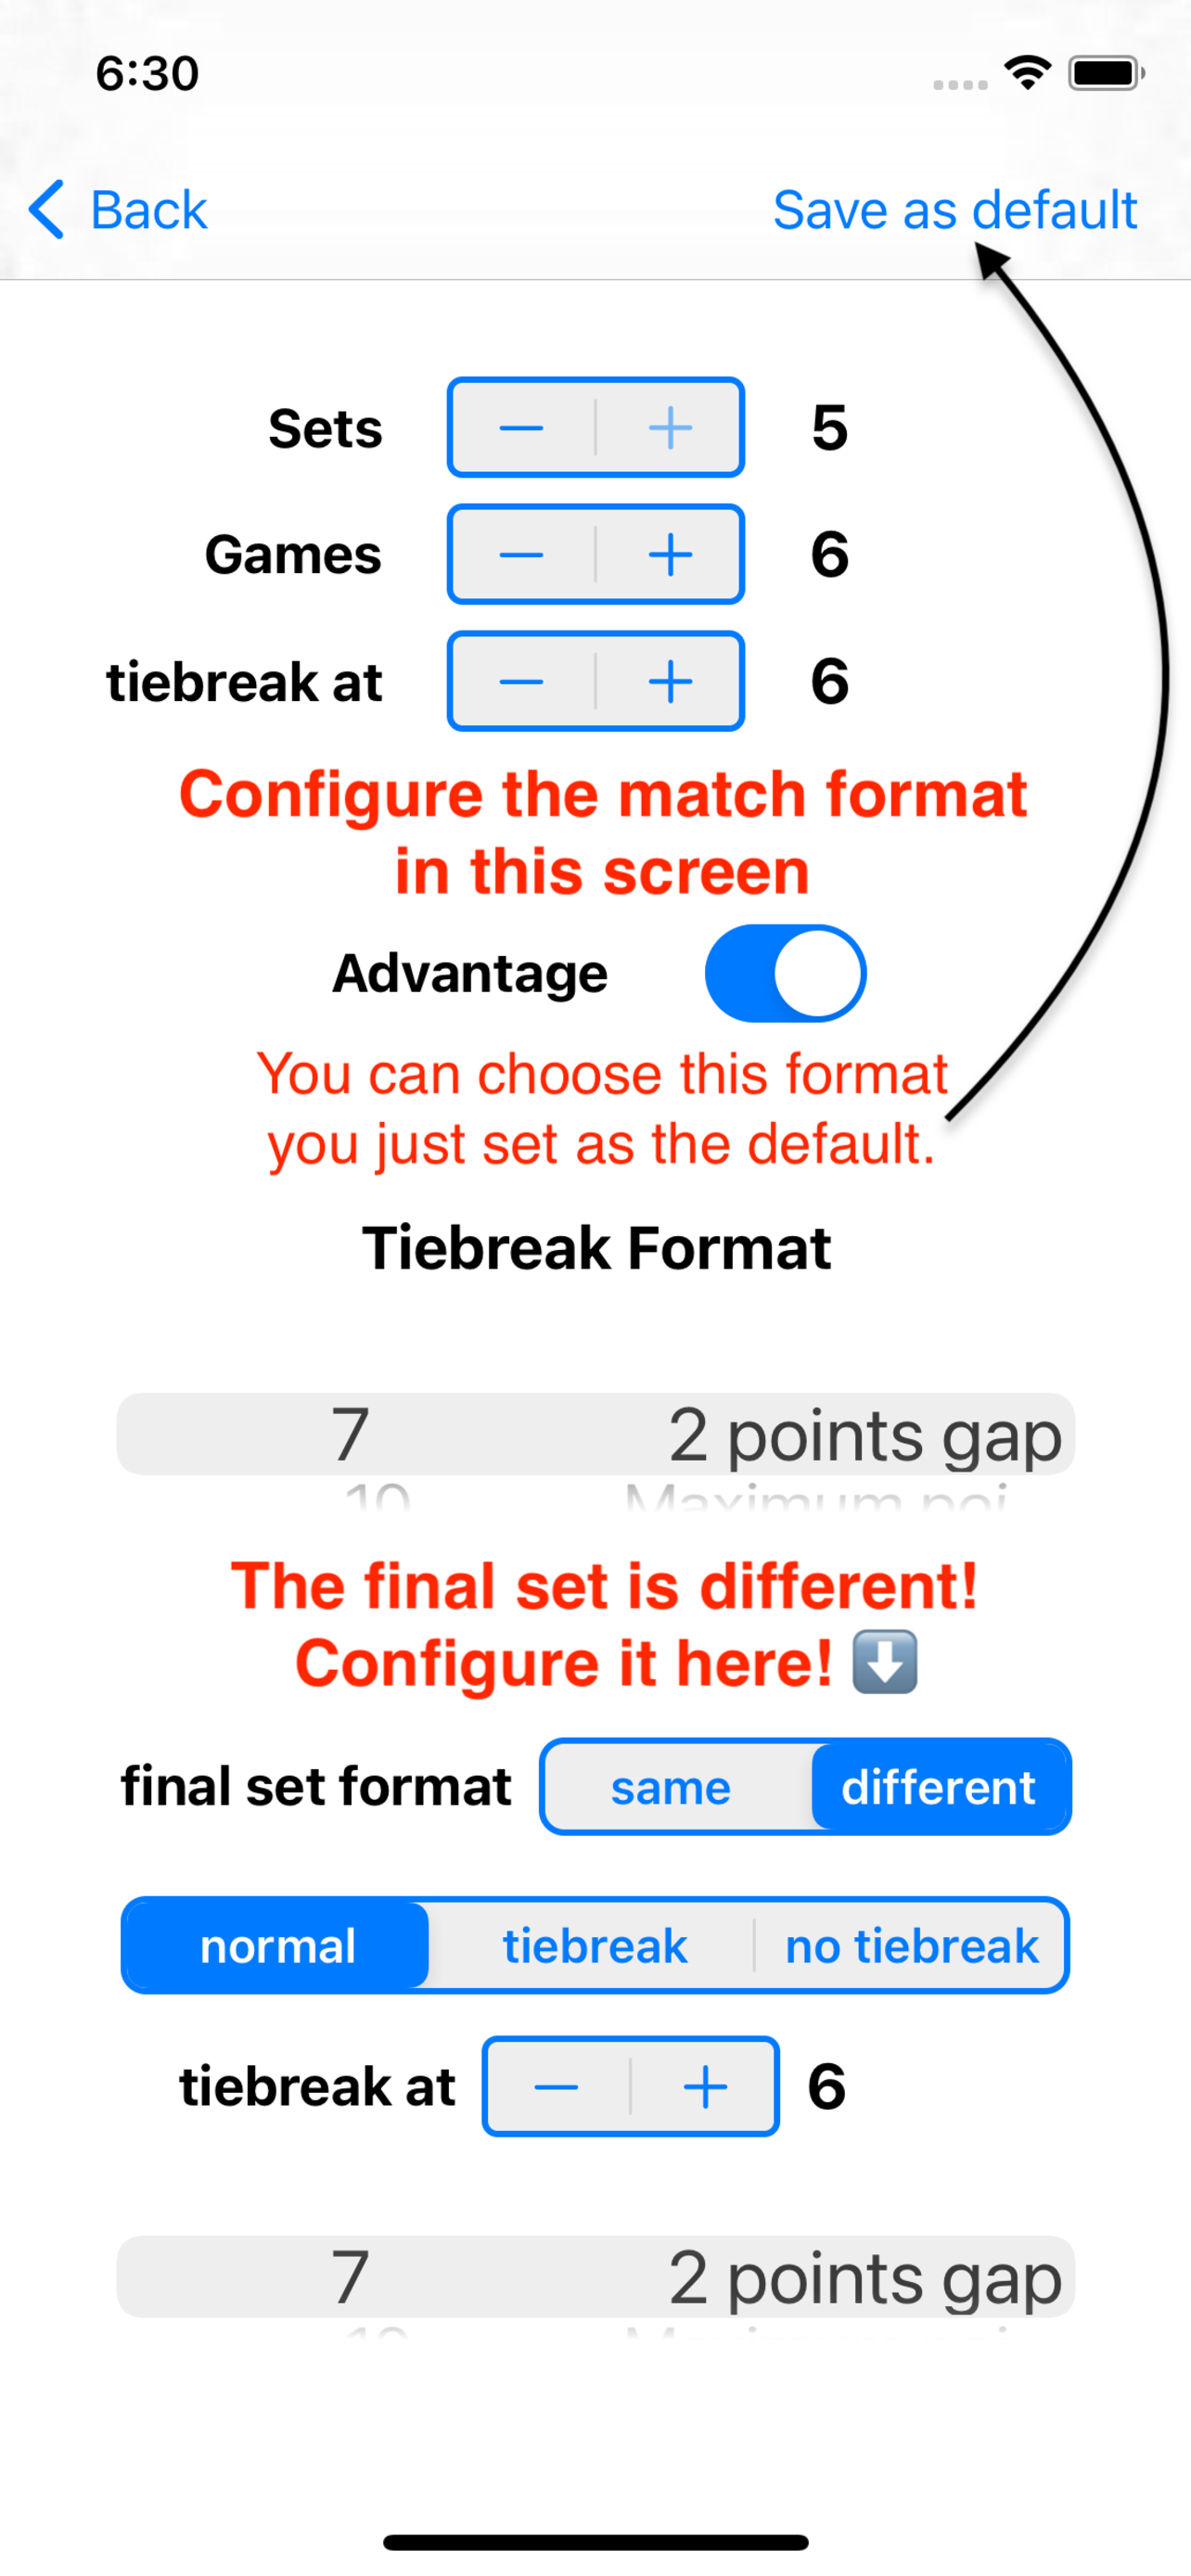 6:30
Back
Save as default
Sets
5
Games
6
tiebreak at
6
Configure the match format
in this screen
Advantage
You can choose this format
you just set as the default.
Tiebreak Format
7 2 points gap
10 Maximum poi
The final set is different!
Configure it here! ⬇️
final set format same different
normal tiebreak no tiebreak
tiebreak at
6
7 2 points gap